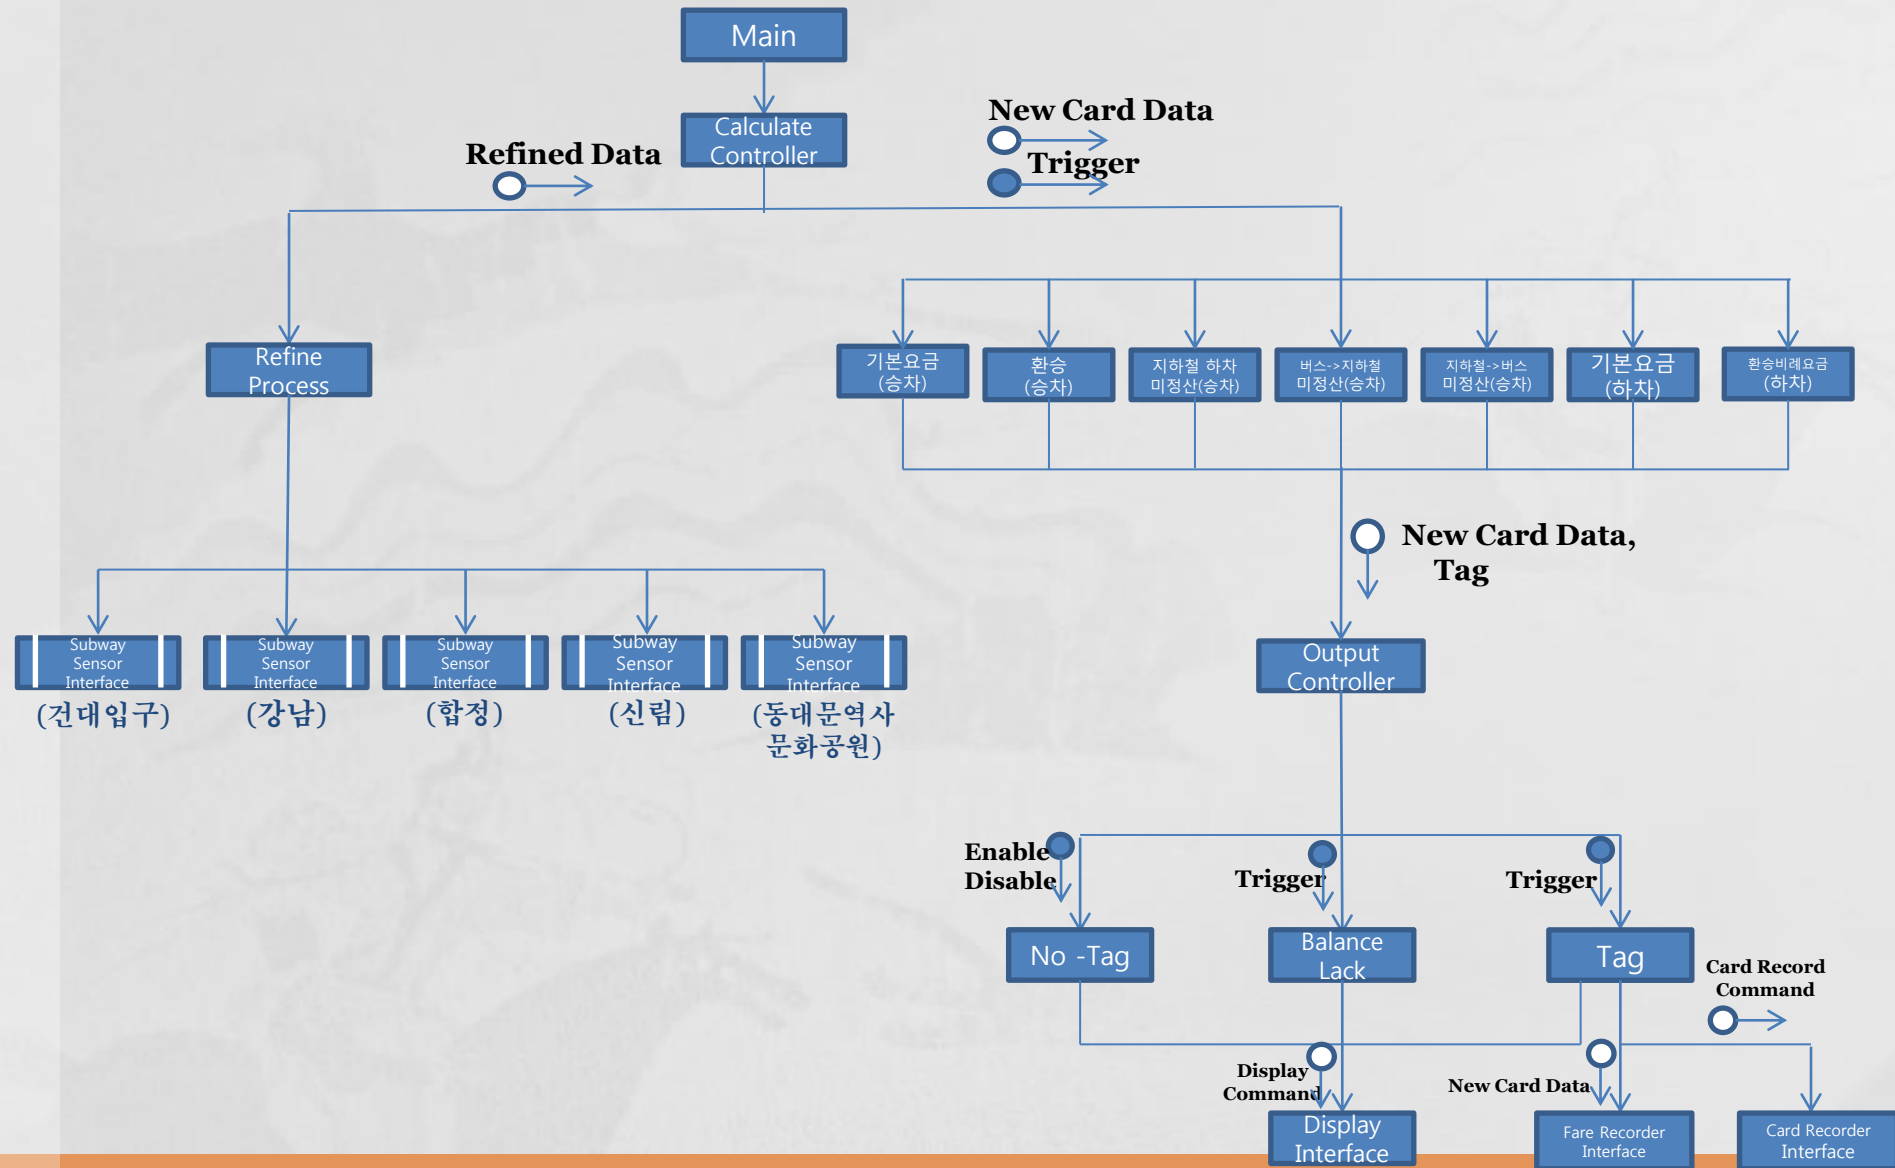 Main
Calculate
Controller
New Card Data
Trigger
Refined Data
Refine
Process
기본요금
(승차)
환승
(승차)
지하철 하차
미정산(승차)
버스->지하철
미정산(승차)
지하철->버스
미정산(승차)
기본요금
(하차)
환승비례요금
(하차)
New Card Data,
Tag
Subway
Sensor
Interface
(건대입구)
Subway
Sensor
Interface
(강남)
Subway
Sensor
Interface
(합정)
Subway
Sensor
Interface
(신림)
Subway
Sensor
Interface
(동대문역사
문화공원)
Output
Controller
Enable
Disable
Trigger
Trigger
No -Tag
Balance
Lack
Tag
Card Record
Command
Display
Command
New Card Data
Display
Interface
Fare Recorder
Interface
Card Recorder
Interface